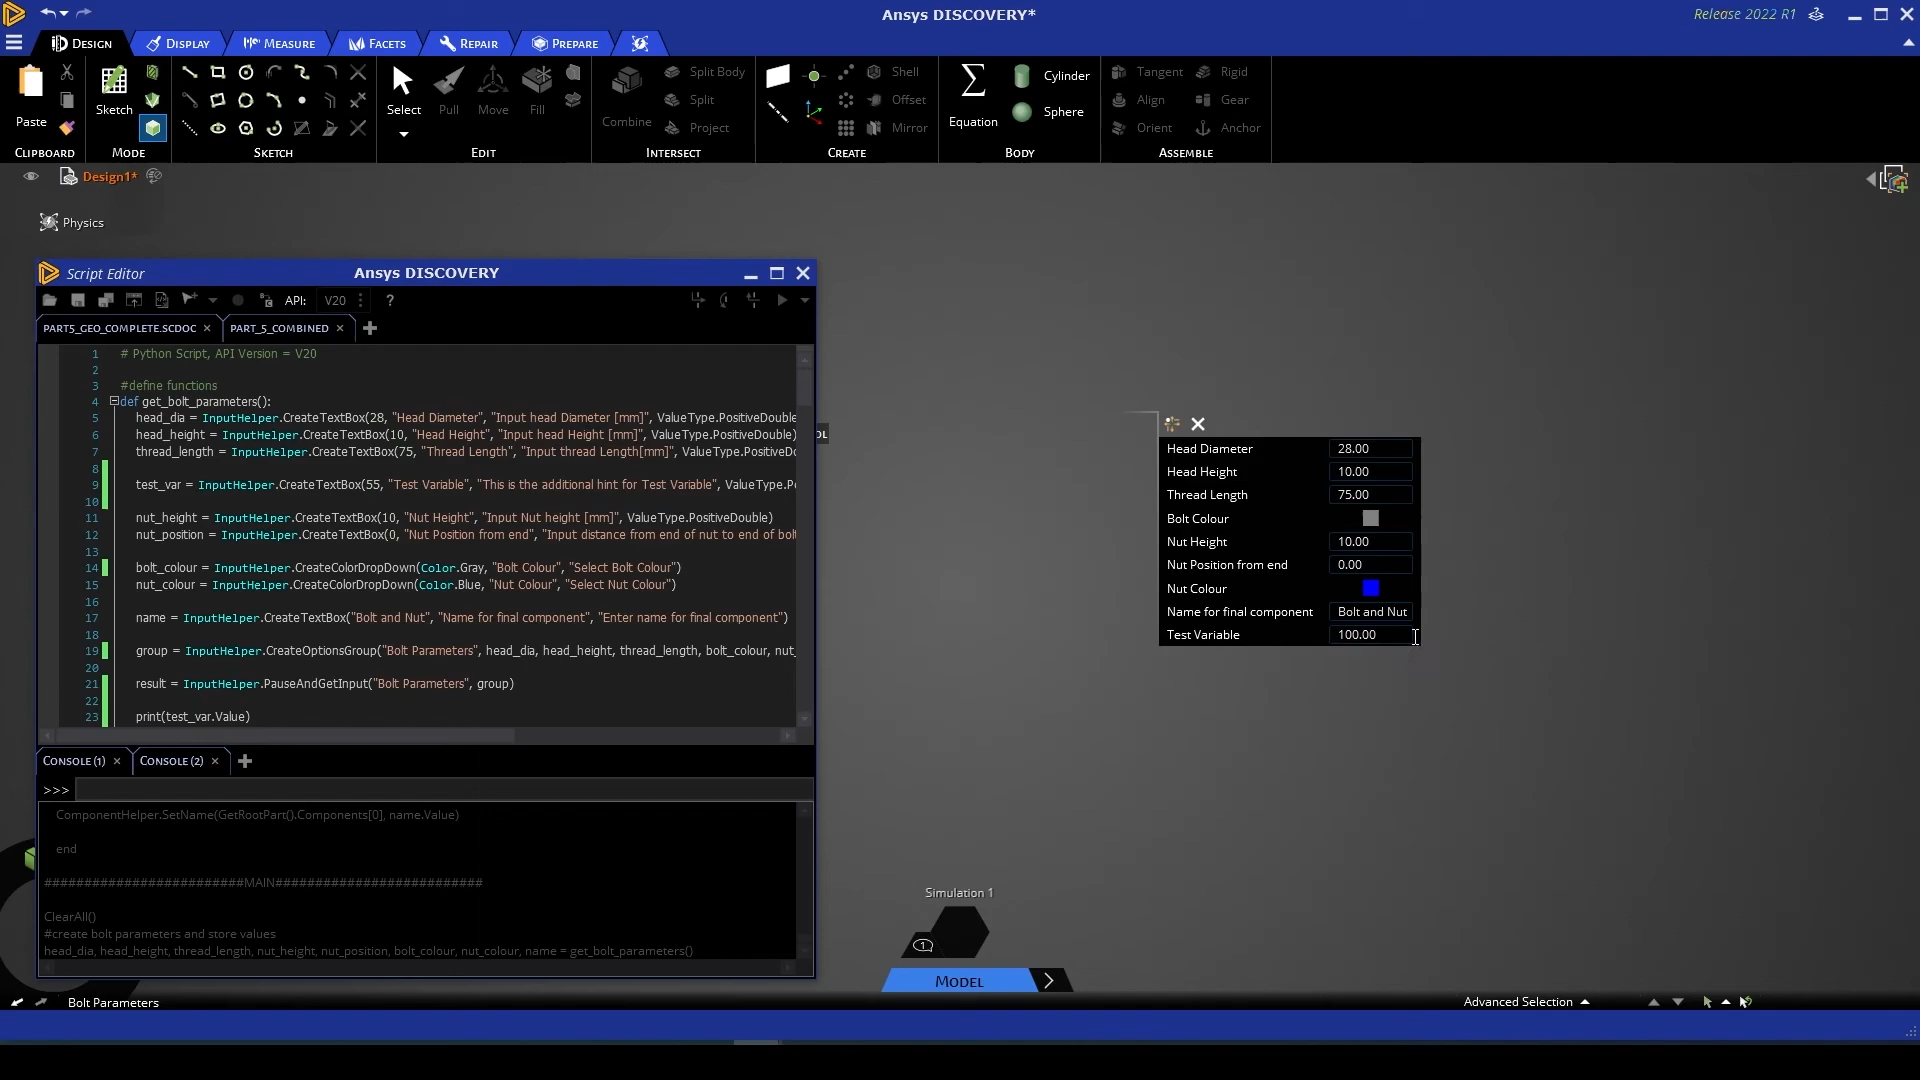 Ansys DISCOVERY*
Release 2022 R1
Design
Display
Measure
Facets
Repair
Prepare
Paste
Sketch
Select
Pull
Move
Fill
Combine
Split Body
Split
Project
Shell
Offset
Mirror
Equation
Cylinder
Sphere
Tangent
Align
Orient
Rigid
Gear
Anchor
Clipboard
Mode
Sketch
Edit
Intersect
Create
Body
Assemble
Design1*
Physics
Script Editor
Ansys DISCOVERY
API: V20 ?
PART5_GEO_COMPLETE.SCDOC
PART_5_COMBINED
1 # Python Script, API Version = V20
2
3 #define functions
4 def get_bolt_parameters():
5 head_dia = InputHelper.CreateTextBox(28, "Head Diameter", "Input head Diameter [mm]", ValueType.PositiveDouble
6 head_height = InputHelper.CreateTextBox(10, "Head Height", "Input head Height [mm]", ValueType.PositiveDouble)
7 thread_length = InputHelper.CreateTextBox(75, "Thread Length", "Input thread Length[mm]", ValueType.PositiveDo
8
9 test_var = InputHelper.CreateTextBox(55, "Test Variable", "This is the additional hint for Test Variable", ValueType.P
10
11 nut_height = InputHelper.CreateTextBox(10, "Nut Height", "Input Nut height [mm]", ValueType.PositiveDouble)
12 nut_position = InputHelper.CreateTextBox(0, "Nut Position from end", "Input distance from end of nut to end of bolt
13
14 bolt_colour = InputHelper.CreateColorDropDown(Color.Gray, "Bolt Colour", "Select Bolt Colour")
15 nut_colour = InputHelper.CreateColorDropDown(Color.Blue, "Nut Colour", "Select Nut Colour")
16
17 name = InputHelper.CreateTextBox("Bolt and Nut", "Name for final component", "Enter name for final component")
18
19 group = InputHelper.CreateOptionsGroup("Bolt Parameters", head_dia, head_height, thread_length, bolt_colour, nut_
20
21 result = InputHelper.PauseAndGetInput("Bolt Parameters", group)
22
23 print(test_var.Value)
OL
Head Diameter 28.00
Head Height 10.00
Thread Length 75.00
Bolt Colour
Nut Height 10.00
Nut Position from end 0.00
Nut Colour
Name for final component Bolt and Nut
Test Variable 100.00
Console (1)
Console (2)
>>>
ComponentHelper.SetName(GetRootPart().Components[0], name.Value)
end
##########################MAIN##########################
ClearAll()
#create bolt parameters and store values
head_dia, head_height, thread_length, nut_height, nut_position, bolt_colour, nut_colour, name = get_bolt_parameters()
Simulation 1
1
Model
Bolt Parameters
Advanced Selection